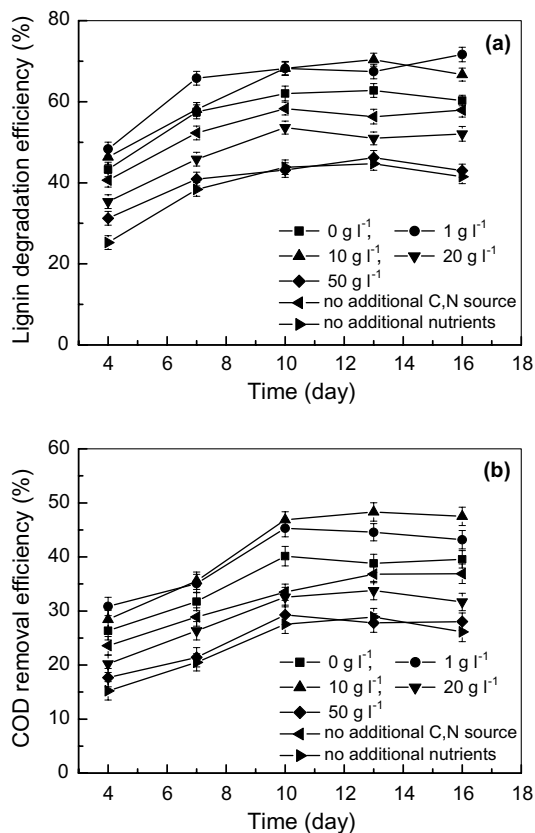 (a)
Lignin degradation efficiency (%)
80
60
40
20
0
0 g l⁻¹, 1 g l⁻¹
10 g l⁻¹, 20 g l⁻¹
50 g l⁻¹
no additional C,N source
no additional nutrients
4 6 8 10 12 14 16 18
Time (day)
(b)
COD removal efficiency (%)
60
50
40
30
20
10
0
0 g l⁻¹, 1 g l⁻¹
10 g l⁻¹, 20 g l⁻¹
50 g l⁻¹
no additional C,N source
no additional nutrients
4 6 8 10 12 14 16 18
Time (day)